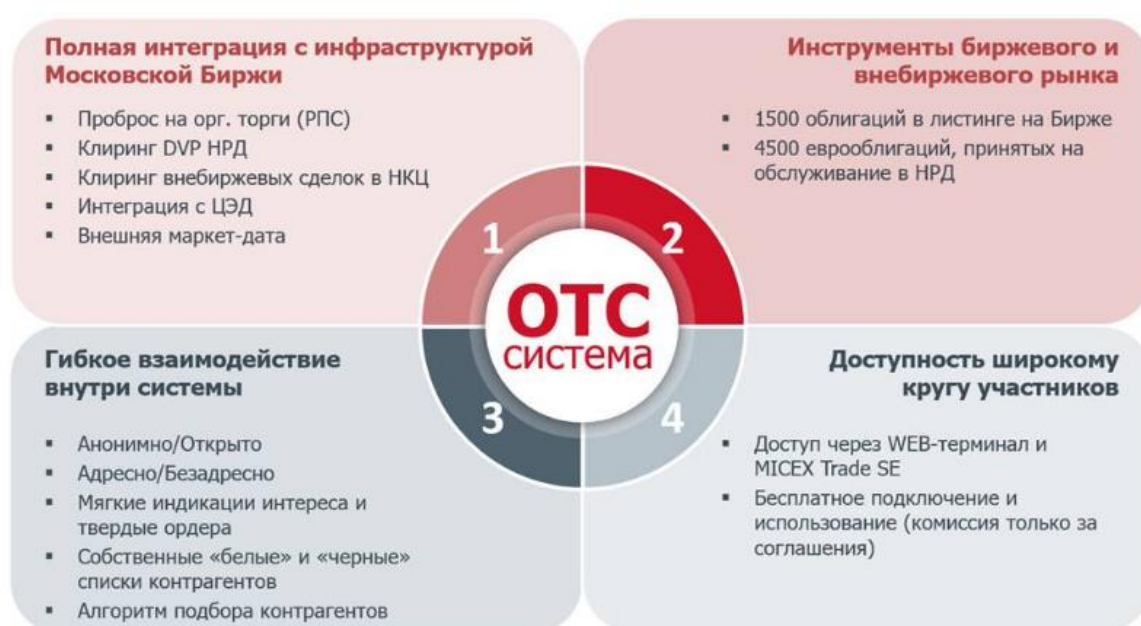 Полная интеграция с инфраструктурой
Московской Биржи
▪ Проброс на орг. торги (РПС)
▪ Клиринг DVP НРД
▪ Клиринг внебиржевых сделок в НКЦ
▪ Интеграция с ЦЭД
▪ Внешняя маркет-дата
Инструменты биржевого и
внебиржевого рынка
▪ 1500 облигаций в листинге на Бирже
▪ 4500 еврооблигаций, принятых на
обслуживание в НРД
1
2
ОТС
система
3
4
Гибкое взаимодействие
внутри системы
▪ Анонимно/Открыто
▪ Адресно/Безадресно
▪ Мягкие индикации интереса и
твердые ордера
▪ Собственные «белые» и «черные»
списки контрагентов
▪ Алгоритм подбора контрагентов
Доступность широкому
кругу участников
▪ Доступ через WEB-терминал и
MICEX Trade SE
▪ Бесплатное подключение и
использование (комиссия только за
соглашения)